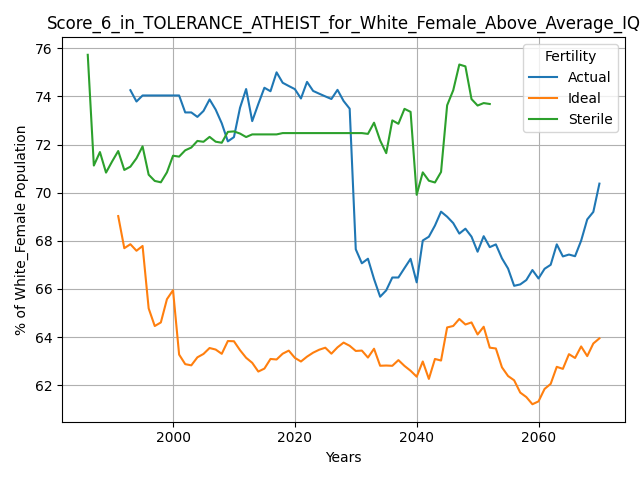 Score_6_in_TOLERANCE_ATHEIST_for_White_Female_Above_Average_IQ
76
74
72
70
68
66
64
62
% of White_Female Population
Fertility
Actual
Ideal
Sterile
2000
2020
2040
2060
Years